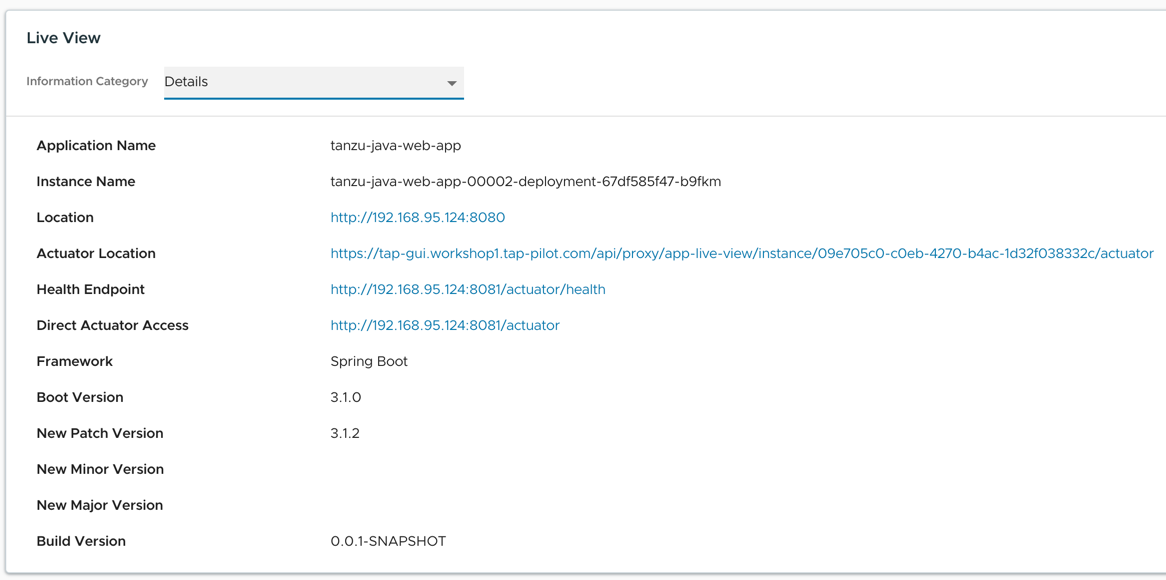 Live View
Information Category Details
Application Name tanzu-java-web-app
Instance Name tanzu-java-web-app-00002-deployment-67df585f47-b9fkm
Location http://192.168.95.124:8080
Actuator Location https://tap-gui.workshop1.tap-pilot.com/api/proxy/app-live-view/instance/09e705c0-c0eb-4270-b4ac-1d32f038332c/actuator
Health Endpoint http://192.168.95.124:8081/actuator/health
Direct Actuator Access http://192.168.95.124:8081/actuator
Framework Spring Boot
Boot Version 3.1.0
New Patch Version 3.1.2
New Minor Version
New Major Version
Build Version 0.0.1-SNAPSHOT